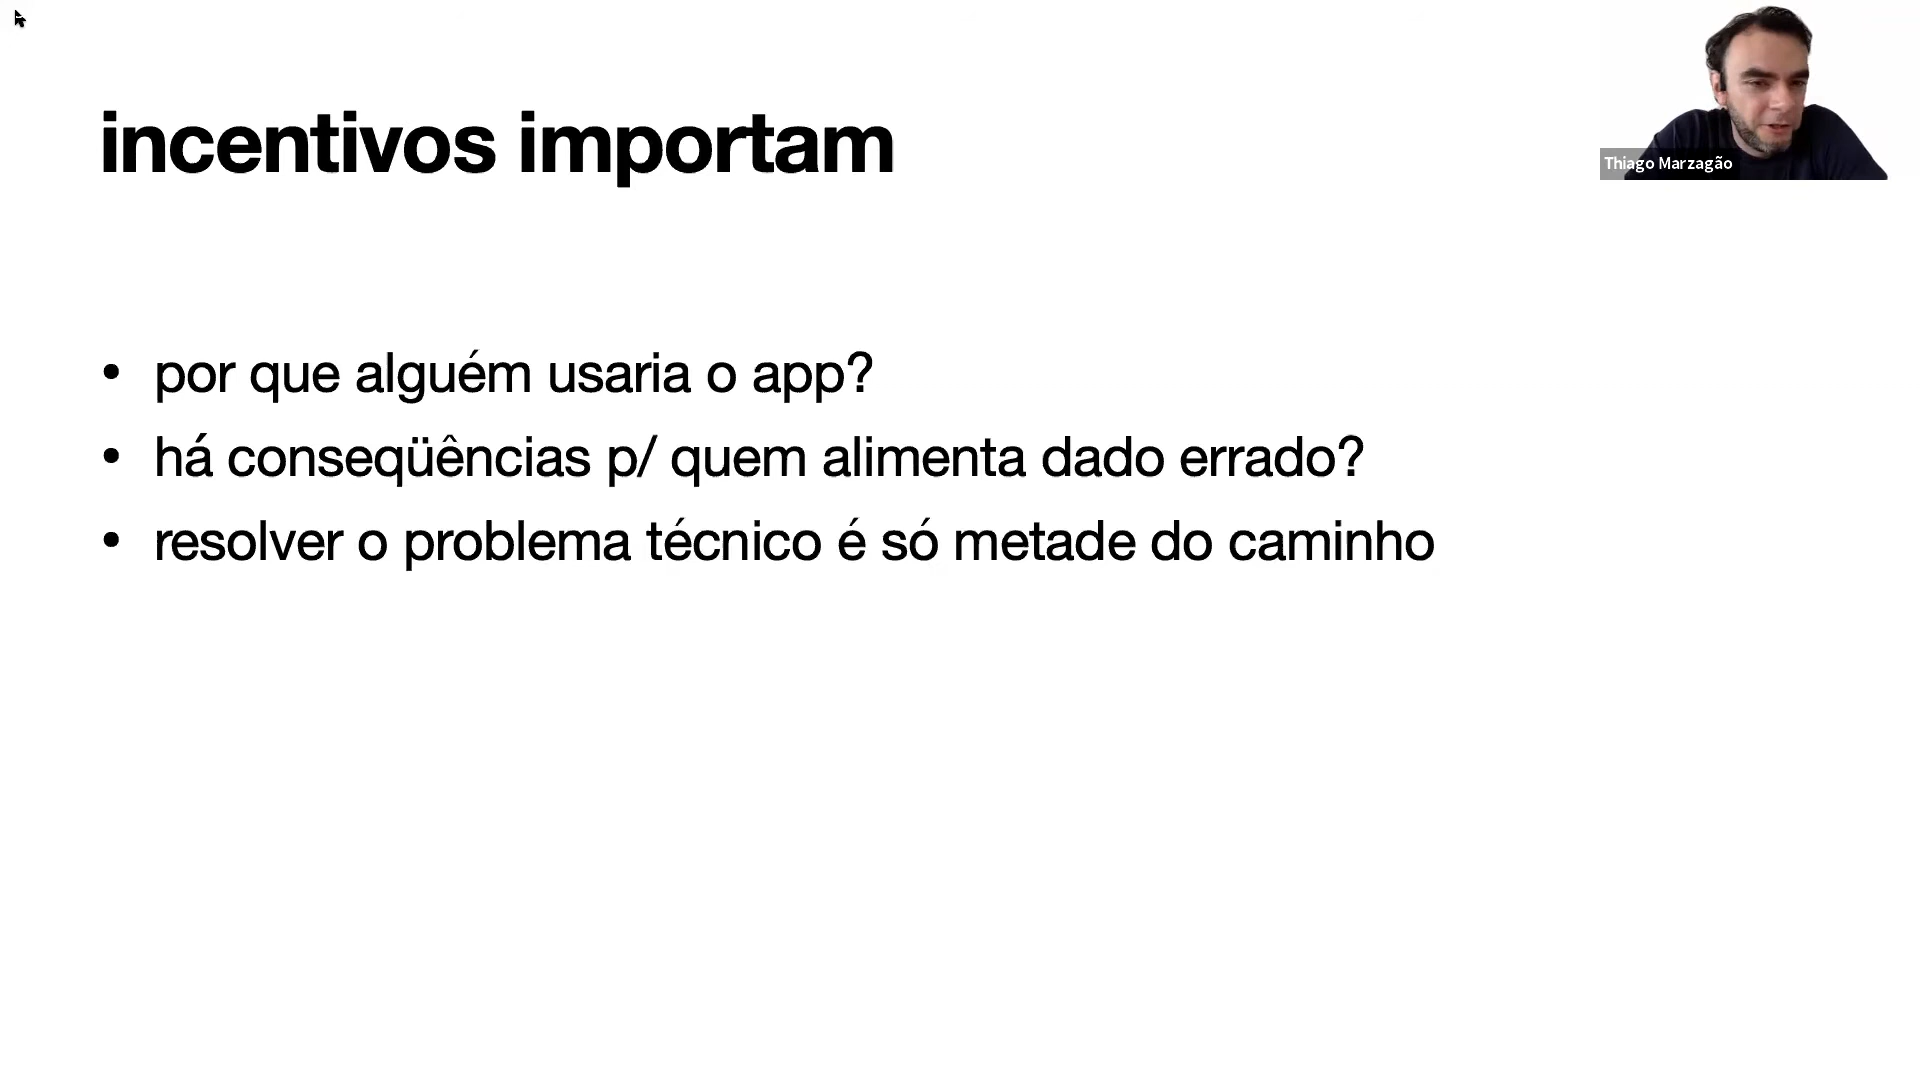 incentivos importam
Thiago Marzagão
• por que alguém usaria o app?
• há conseqüências p/ quem alimenta dado errado?
• resolver o problema técnico é só metade do caminho